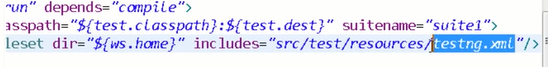 run" depends="compile">
asspath="${test.classpath}:${test.dest}" suitename="suite1">
leset dir="${ws.home}" includes="src/test/resources/testng.xml"/>